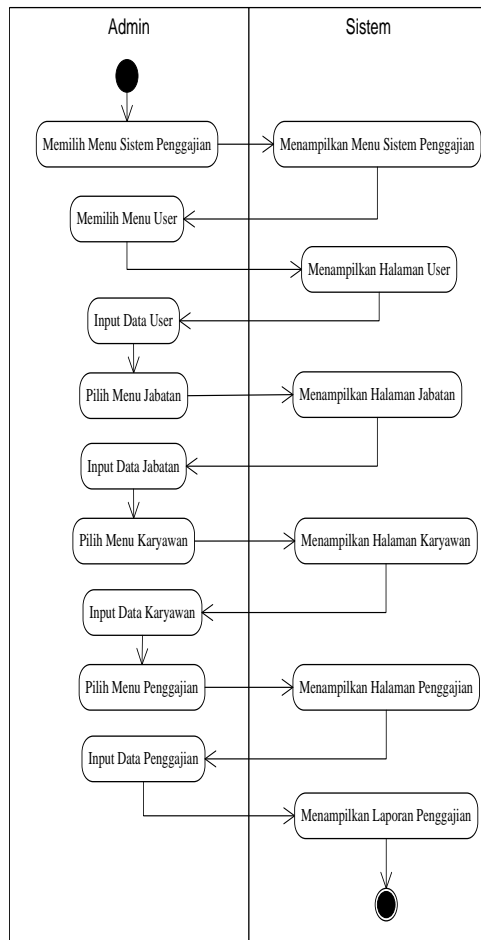 Admin
Sistem
Memilih Menu Sistem Penggajian
Menampilkan Menu Sistem Penggajian
Memilih Menu User
Menampilkan Halaman User
Input Data User
Pilih Menu Jabatan
Menampilkan Halaman Jabatan
Input Data Jabatan
Pilih Menu Karyawan
Menampilkan Halaman Karyawan
Input Data Karyawan
Pilih Menu Penggajian
Menampilkan Halaman Penggajian
Input Data Penggajian
Menampilkan Laporan Penggajian